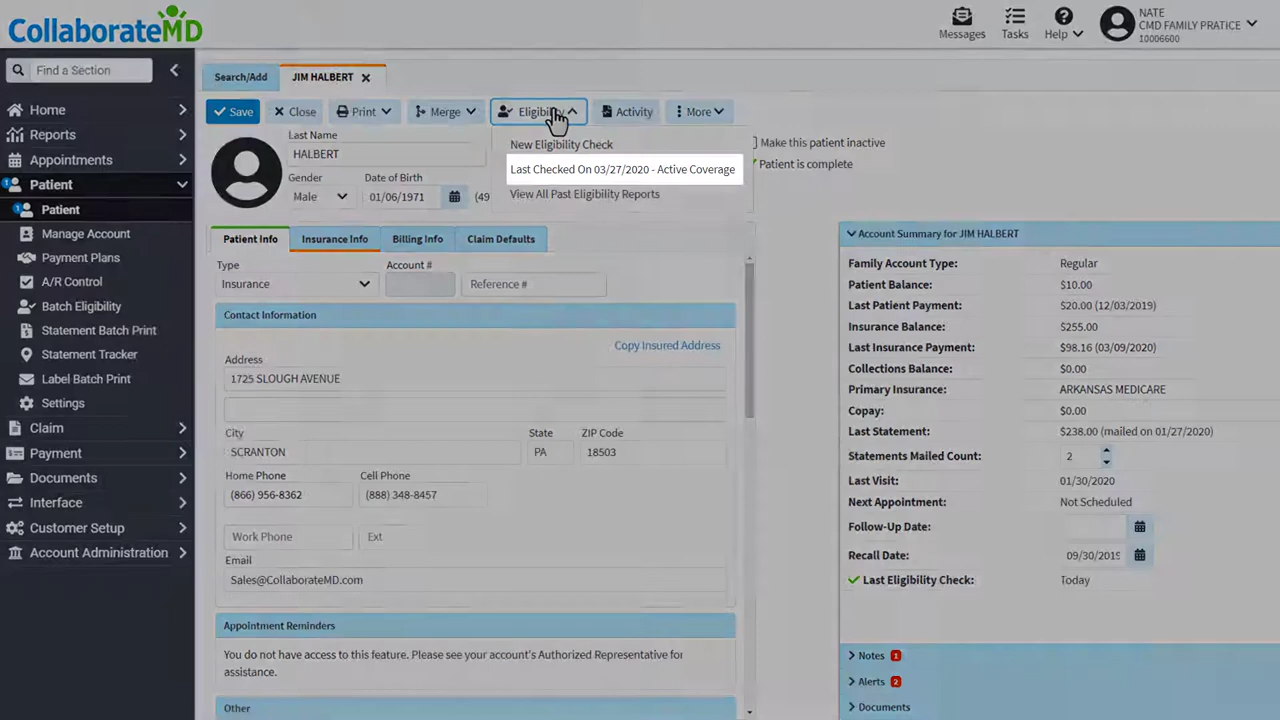 CollaborateMD
Messages
Tasks
Help
NATE
CMD FAMILY PRATICE
10006600
Find a Section
Home
Reports
Appointments
1 Patient
1 Patient
Manage Account
Payment Plans
A/R Control
Batch Eligibility
Statement Batch Print
Statement Tracker
Label Batch Print
Settings
Claim
Payment
Documents
Interface
Customer Setup
Account Administration
Search/Add
JIM HALBERT
Save
Close
Print
Merge
Eligibility
Activity
More
New Eligibility Check
Last Checked On 03/27/2020 - Active Coverage
View All Past Eligibility Reports
Last Name
HALBERT
Gender
Date of Birth
Male
01/06/1971
(49
Make this patient inactive
Patient is complete
Patient Info
Insurance Info
Billing Info
Claim Defaults
Type
Account #
Insurance
Reference #
Contact Information
Copy Insured Address
Address
1725 SLOUGH AVENUE
City
State
ZIP Code
SCRANTON
PA
18503
Home Phone
Cell Phone
(866) 956-8362
(888) 348-8457
Work Phone
Ext
Email
Sales@CollaborateMD.com
Appointment Reminders
You do not have access to this feature. Please see your account's Authorized Representative for
assistance.
Other
Account Summary for JIM HALBERT
Family Account Type: Regular
Patient Balance: $10.00
Last Patient Payment: $20.00 (12/03/2019)
Insurance Balance: $255.00
Last Insurance Payment: $98.16 (03/09/2020)
Collections Balance: $0.00
Primary Insurance: ARKANSAS MEDICARE
Copay: $0.00
Last Statement: $238.00 (mailed on 01/27/2020)
Statements Mailed Count: 2
Last Visit: 01/30/2020
Next Appointment: Not Scheduled
Follow-Up Date:
Recall Date: 09/30/2019
Last Eligibility Check: Today
Notes 1
Alerts 2
Documents